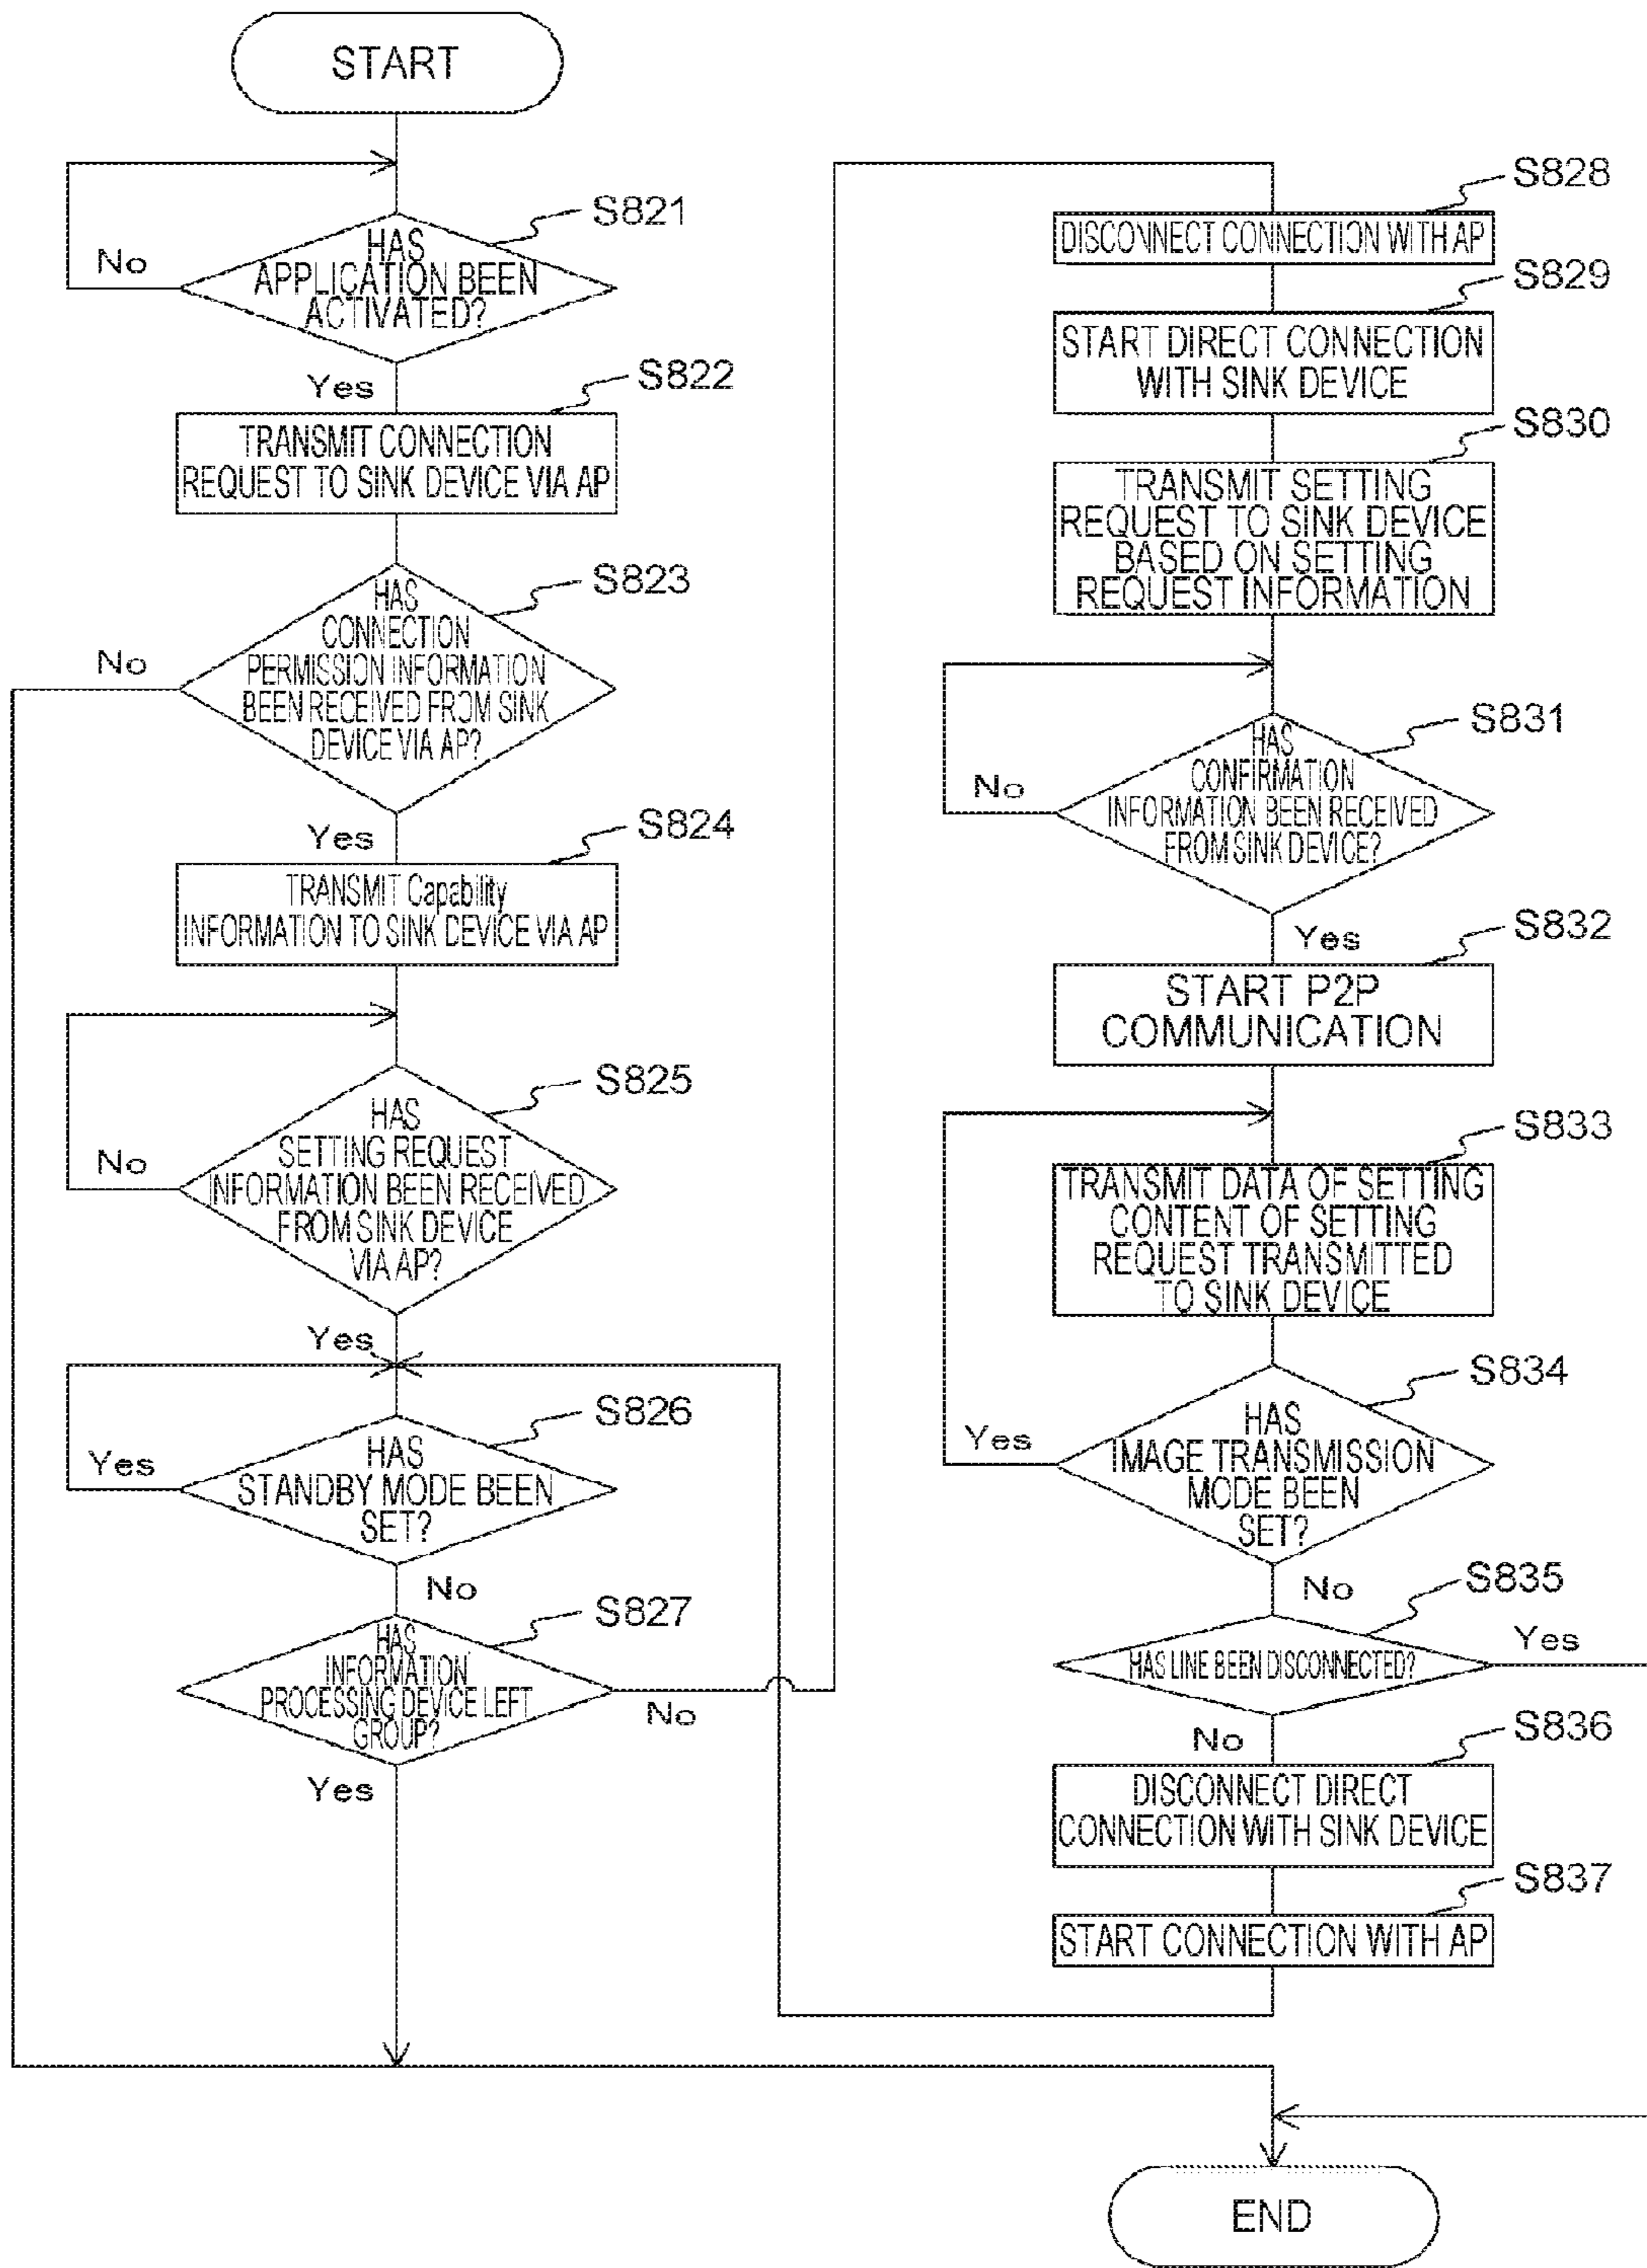 START
S821
HAS
APPLICATION BEEN
ACTIVATED?
No
Yes
S822
TRANSMIT CONNECTION
REQUEST TO SINK DEVICE VIA AP
S823
HAS
CONNECTION
PERMISSION INFORMATION
BEEN RECEIVED FROM SINK
DEVICE VIA AP?
No
Yes
S824
TRANSMIT Capability
INFORMATION TO SINK DEVICE VIA AP
S825
HAS
SETTING REQUEST
INFORMATION BEEN RECEIVED
FROM SINK DEVICE
VIA AP?
No
Yes
S826
HAS
STANDBY MODE BEEN
SET?
Yes
No
S827
HAS
INFORMATION
PROCESSING DEVICE LEFT
GROUP?
No
Yes
S828
DISCONNECT CONNECTION WITH AP
S829
START DIRECT CONNECTION
WITH SINK DEVICE
S830
TRANSMIT SETTING
REQUEST TO SINK DEVICE
BASED ON SETTING
REQUEST INFORMATION
S831
HAS
CONFIRMATION
INFORMATION BEEN RECEIVED
FROM SINK DEVICE?
No
Yes
S832
START P2P
COMMUNICATION
S833
TRANSMIT DATA OF SETTING
CONTENT OF SETTING
REQUEST TRANSMITTED
TO SINK DEVICE
S834
HAS
IMAGE TRANSMISSION
MODE BEEN
SET?
Yes
No
S835
HAS LINE BEEN DISCONNECTED?
Yes
No
S836
DISCONNECT DIRECT
CONNECTION WITH SINK DEVICE
S837
START CONNECTION WITH AP
END